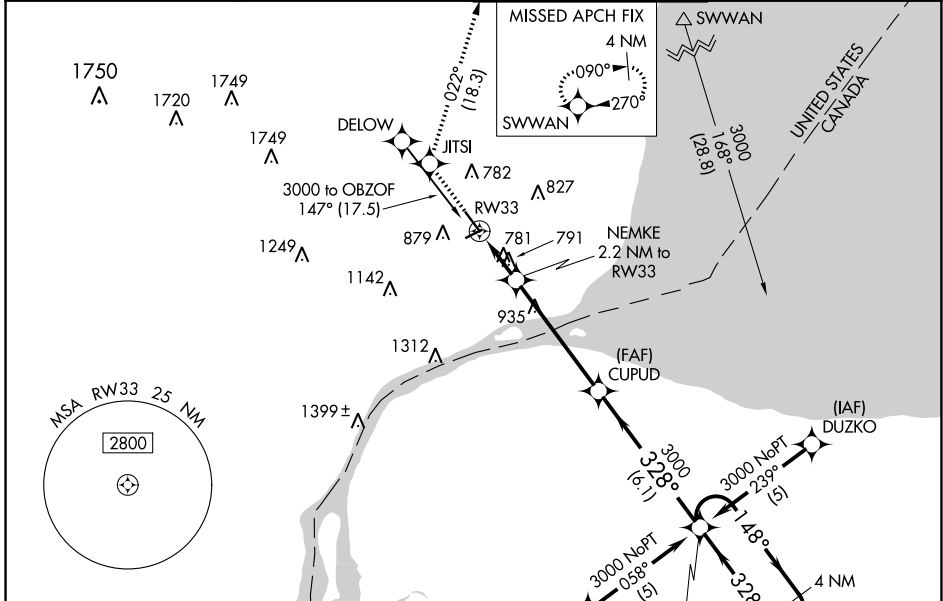 MISSED APCH FIX
4 NM
090°
270°
SWWAN
SWWAN
3000
168°
(28.8)
UNITED STATES
CANADA
022°
(18.3)
1750
1720
1749
1749
DELOW
JITSI
782
827
3000 to OBZOF
147° (17.5)
RW33
879
781
791
NEMKE
2.2 NM to
RW33
1249
1142
935
1312
(FAF)
CUPUD
1399 ±
MSA RW33 25 NM
2800
(IAF)
DUZKO
3000
328°
(6.1)
3000 NoPT
239°
(5)
148°
3000 NoPT
058°
(5)
328°
4 NM